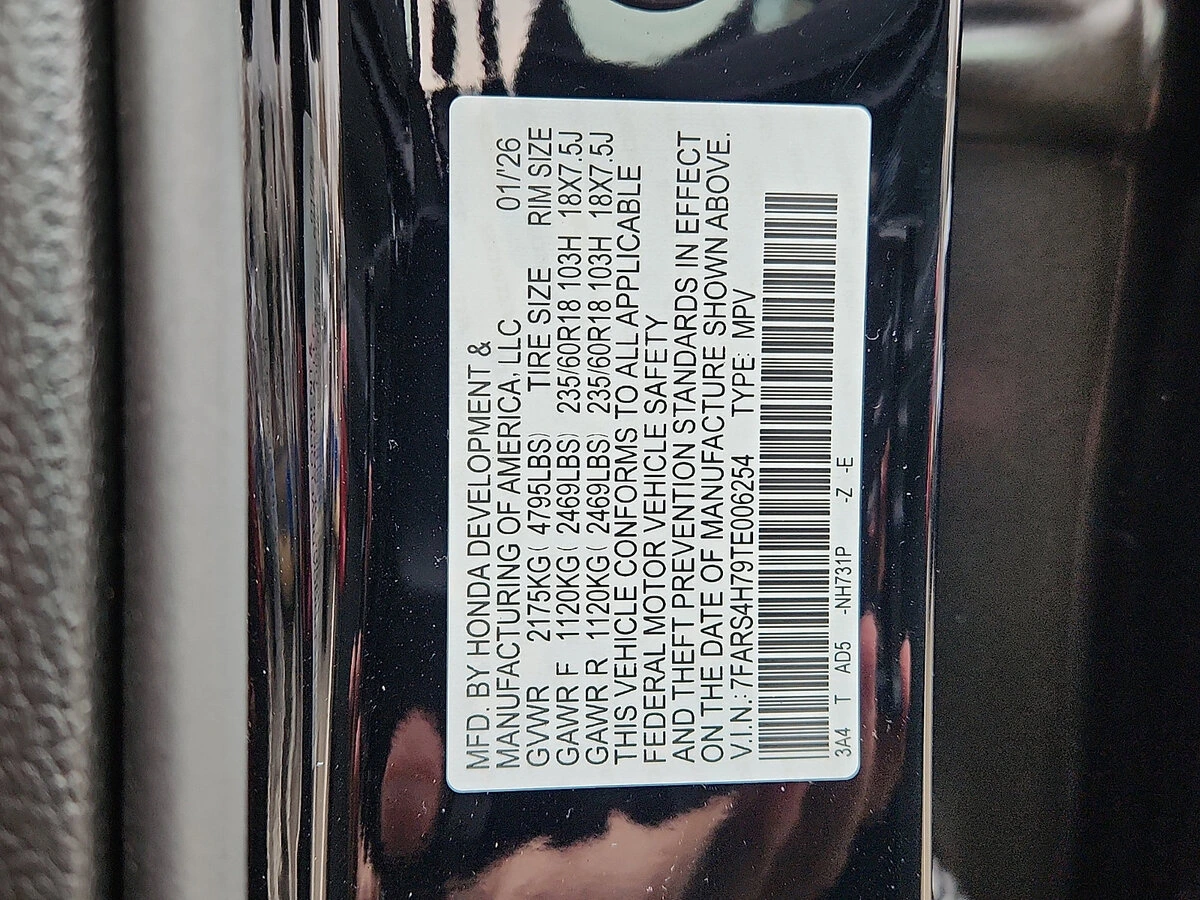 MFD. BY HONDA DEVELOPMENT &
MANUFACTURING OF AMERICA, LLC 01/'26
GVWR 2175KG( 4795LBS) TIRE SIZE RIM SIZE
GAWR F 1120KG( 2469LBS) 235/60R18 103H 18X7.5J
GAWR R 1120KG( 2469LBS) 235/60R18 103H 18X7.5J
THIS VEHICLE CONFORMS TO ALL APPLICABLE
FEDERAL MOTOR VEHICLE SAFETY
AND THEFT PREVENTION STANDARDS IN EFFECT
ON THE DATE OF MANUFACTURE SHOWN ABOVE.
V.I.N.: 7FARS4H79TE006254 TYPE: MPV
3A4 T AD5 -NH731P -Z -E